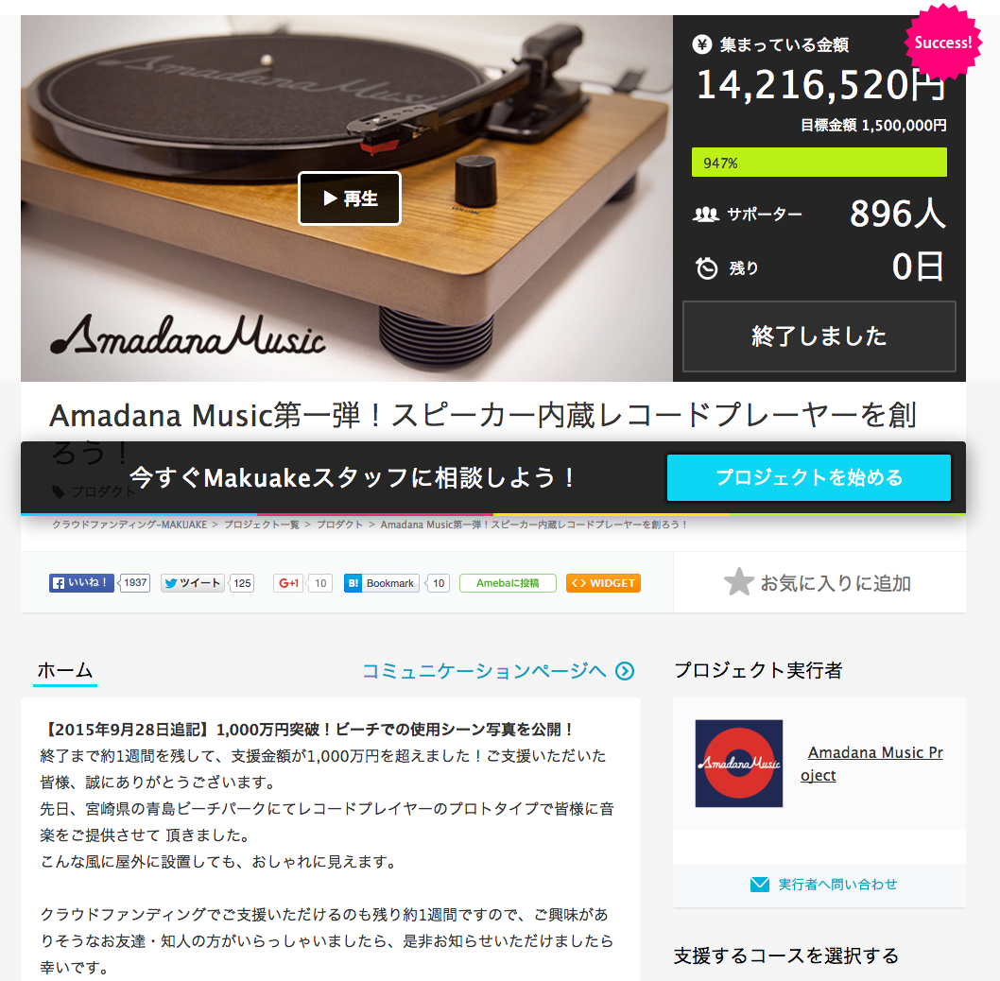 Amadana Music
VOLUME
Amadana Music
▶ 再生
Success!
¥ 集まっている金額
14,216,520円
目標金額 1,500,000円
947%
サポーター 896人
残り 0日
終了しました
Amadana Music第一弾！スピーカー内蔵レコードプレーヤーを創
ろう！
プロダクト
今すぐMakuakeスタッフに相談しよう！
プロジェクトを始める
クラウドファンディング-MAKUAKE > プロジェクト一覧 > プロダクト > Amadana Music第一弾！スピーカー内蔵レコードプレーヤーを創ろう！
いいね！ 1937 ツイート 125 G+1 10 B! Bookmark 10 Amebaに投稿 <> WIDGET
お気に入りに追加
ホーム
コミュニケーションページへ
プロジェクト実行者
【2015年9月28日追記】1,000万円突破！ビーチでの使用シーン写真を公開！
終了まで約1週間を残して、支援金額が1,000万円を超えました！ご支援いただいた
皆様、誠にありがとうございます。
先日、宮崎県の青島ビーチパークにてレコードプレイヤーのプロトタイプで皆様に音
楽をご提供させて 頂きました。
こんな風に屋外に設置しても、おしゃれに見えます。
クラウドファンディングでご支援いただけるのも残り約1週間ですので、ご興味があ
りそうなお友達・知人の方がいらっしゃいましたら、是非お知らせいただけましたら
幸いです。
Amadana Music
Amadana Music Pr
oject
実行者へ問い合わせ
支援するコースを選択する